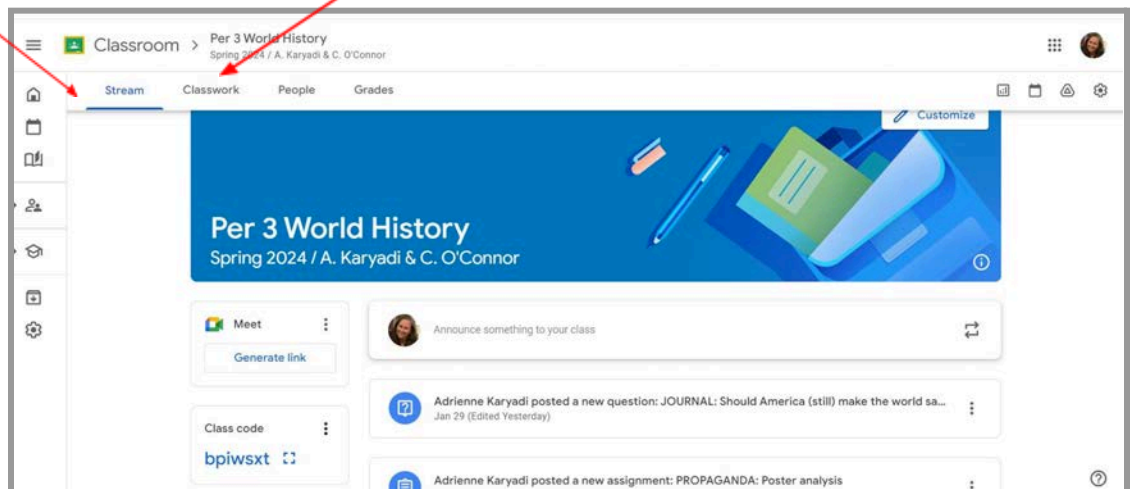 Classroom > Per 3 World History
Spring 2024 / A. Karyadi & C. O'Connor
Stream Classwork People Grades
Customize
Per 3 World History
Spring 2024 / A. Karyadi & C. O'Connor
Meet
Generate link
Announce something to your class
Adrienne Karyadi posted a new question: JOURNAL: Should America (still) make the world sa...
Jan 29 (Edited Yesterday)
Class code
bpiwsxt
Adrienne Karyadi posted a new assignment: PROPAGANDA: Poster analysis